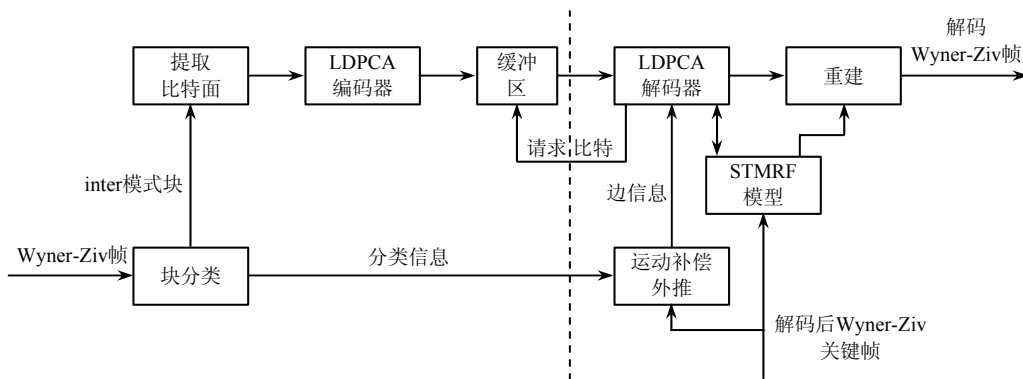 解码
Wyner-Ziv帧
提取
比特面
LDPCA
编码器
缓冲
区
LDPCA
解码器
重建
请求 比特
inter模式块
边信息
STMRF
模型
Wyner-Ziv帧
块分类
分类信息
运动补偿
外推
解码后Wyner-Ziv
关键帧